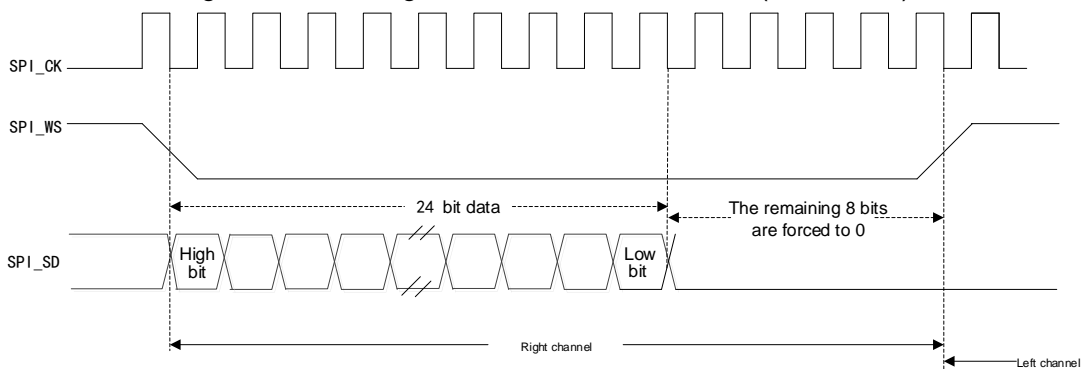 SPI_CK
SPI_WS
24 bit data
The remaining 8 bits
are forced to 0
SPI_SD
High
bit
Low
bit
Right channel
Left channel